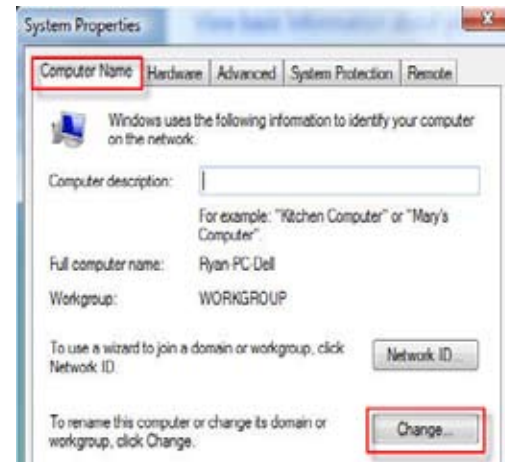 System Properties
Computer Name Hardware Advanced System Protection Remote
Windows uses the following information to identify your computer
on the network.
Computer description:
For example: "Kitchen Computer" or "Mary's
Computer".
Full computer name: Ryan-PC-Dell
Workgroup: WORKGROUP
To use a wizard to join a domain or workgroup, click
Network ID.
Network ID...
To rename this computer or change its domain or
workgroup, click Change.
Change...